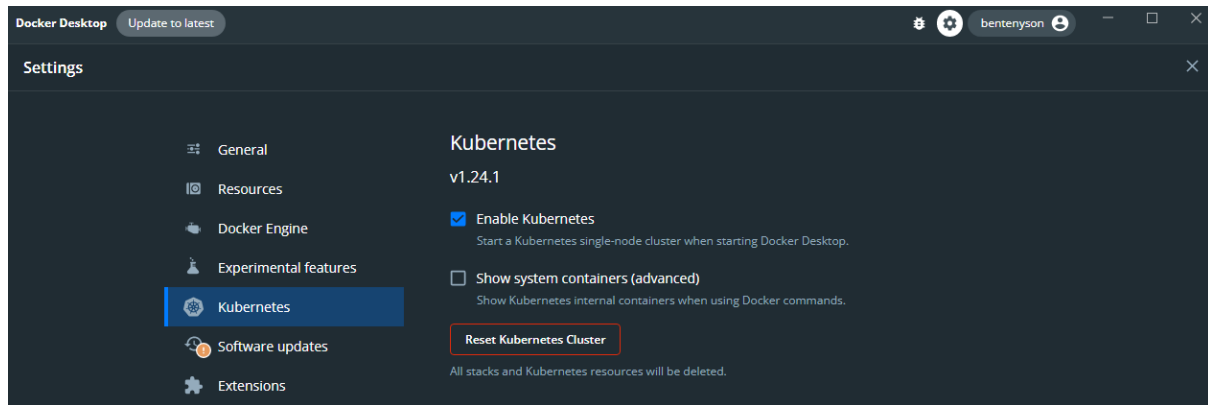 Docker Desktop Update to latest bentenyson
Settings
General
Resources
Docker Engine
Experimental features
Kubernetes
Software updates
Extensions
Kubernetes
v1.24.1
Enable Kubernetes
Start a Kubernetes single-node cluster when starting Docker Desktop.
Show system containers (advanced)
Show Kubernetes internal containers when using Docker commands.
Reset Kubernetes Cluster
All stacks and Kubernetes resources will be deleted.